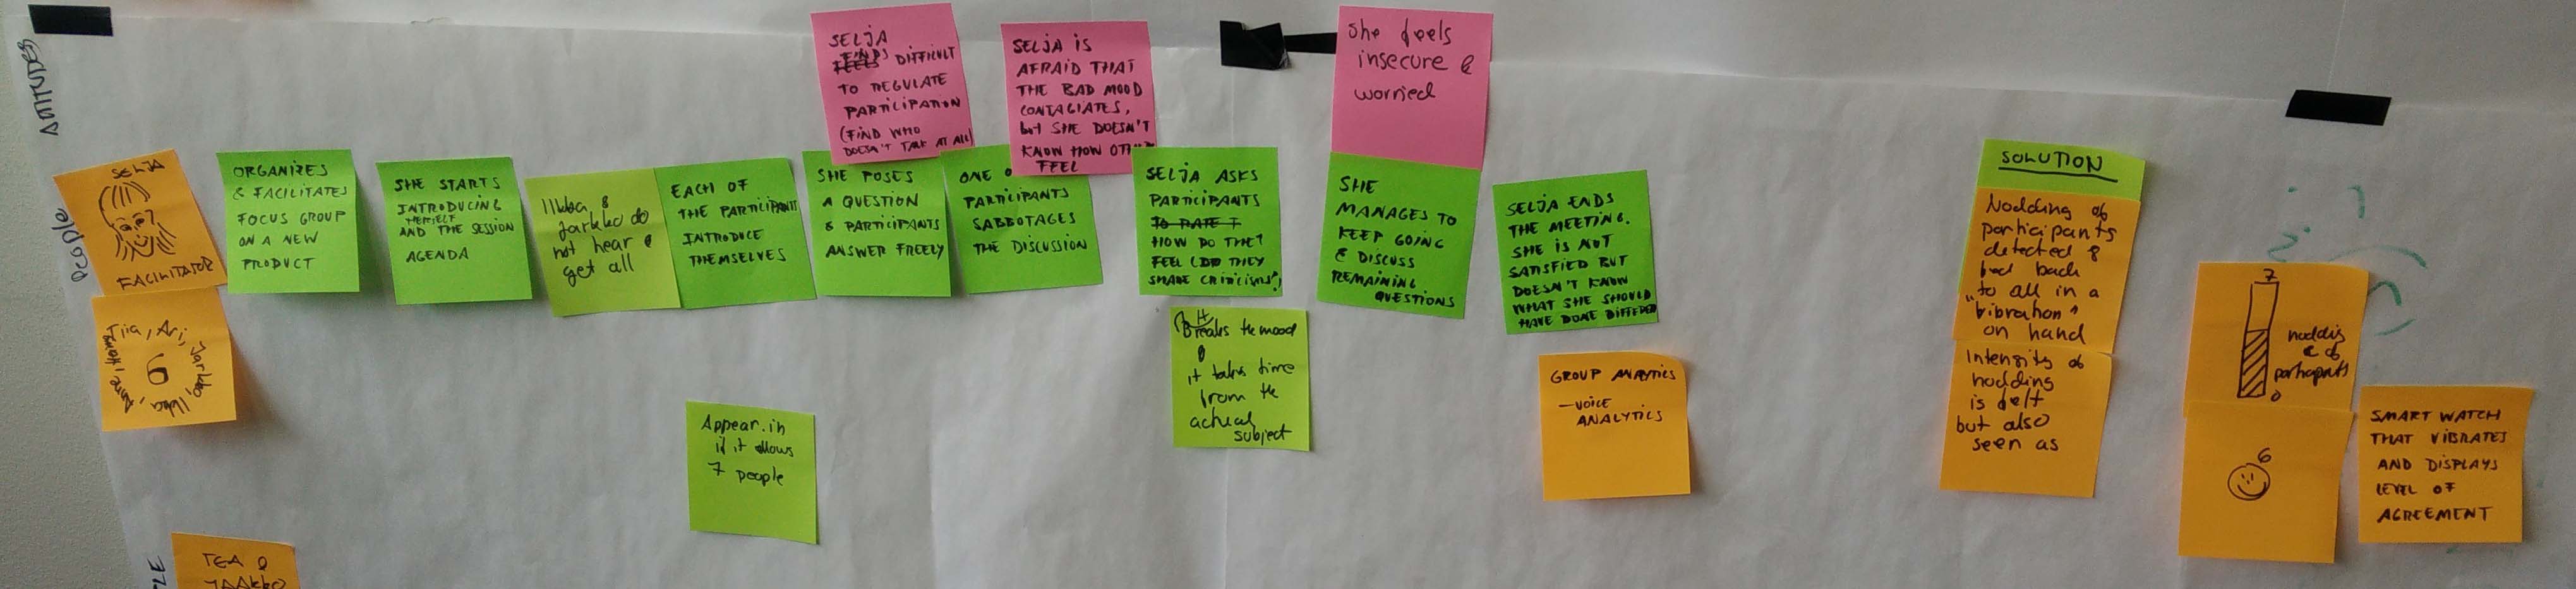 ATTITUDES
SELJA
FINDS
FEELS DIFFICULT
TO REGULATE
PARTICIPATION
(FIND WHO
DOESN'T TALK AT ALL)
SELJA IS
AFRAID THAT
THE BAD MOOD
CONTAGIATES,
but SHE DOESN'T
KNOW HOW
FEEL
She feels
insecure &
worried
people
SELJA
FACILITATOR
ORGANIZES
& FACILITATES
FOCUS GROUP
ON A NEW
PRODUCT
SHE STARTS
INTRODUCING
HERSELF
AND THE SESSION
AGENDA
Ilkka &
Jarkko do
not hear &
get all
EACH OF
THE PARTICIPANTS
INTRODUCE
THEMSELVES
SHE POSES
A QUESTION
& PARTICIPANTS
ANSWER FREELY
ONE O
PARTICIPANTS
SABBOTAGES
THE DISCUSSION
SELJA ASKS
PARTICIPANTS
TO RATE T
HOW DO THEY
FEEL (DO THEY
SHARE CRITICISMS?)
SHE
MANAGES TO
KEEP GOING
& DISCUSS
REMAINING
QUESTIONS
SELJA ENDS
THE MEETING.
SHE IS NOT
SATISFIED BUT
DOESN'T KNOW
WHAT SHE SHOULD
HAVE DONE DIFFERED
SOLUTION
Nodding of
participants
detected &
fed back
to all in a
"vibration"
on hand
Intensity of
nodding
is felt
but also
seen as
7
nodding
of
participants
0
6
SMART WATCH
THAT VIBRATES
AND DISPLAYS
LEVEL OF
AGREEMENT
Tiia, Ari, Jarkko, Ilkka,
6
It
Breaks the mood
&
it takes time
from the
actual
subject
Appear.in
if it allows
7 people
GROUP ANALYTICS
- VOICE
ANALYTICS
PLE
TEA &
JAAKKO